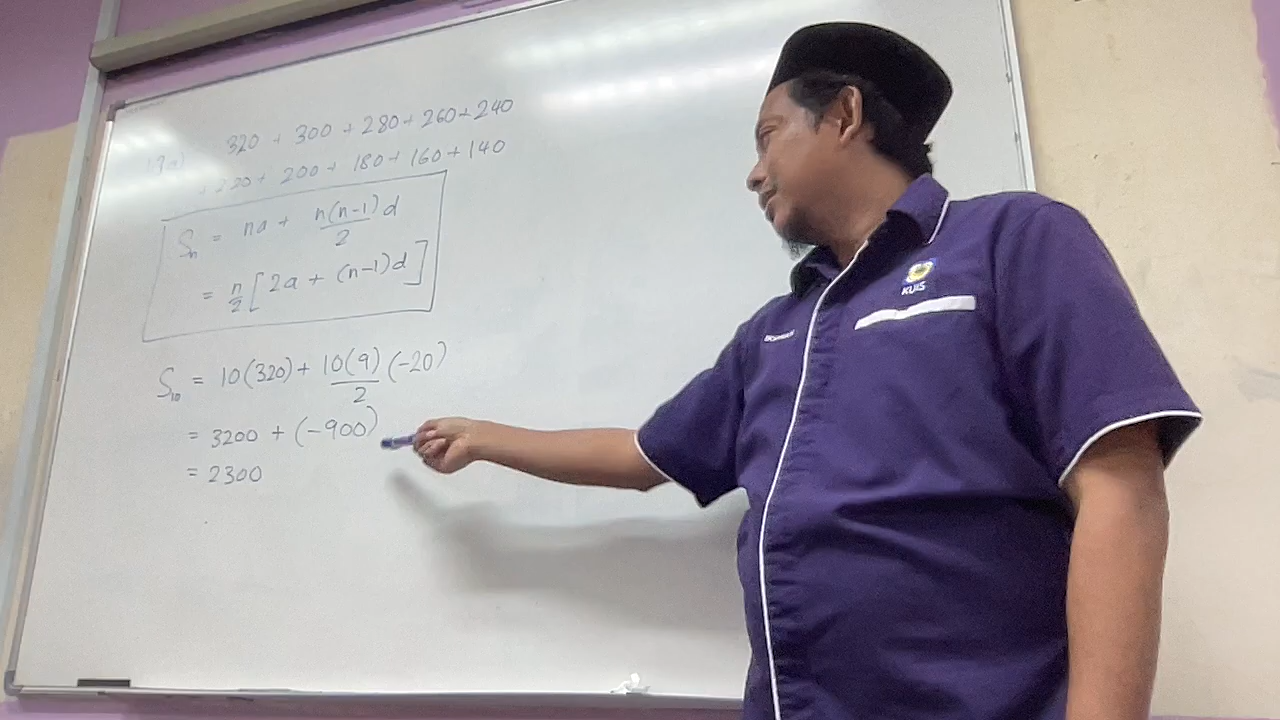 19a) 320 + 300 + 280 + 260 + 240
+ 220 + 200 + 180 + 160 + 140
Sn = na + n(n-1)d/2
= n/2 [2a + (n-1)d]
S10 = 10(320) + 10(9)/2 (-20)
= 3200 + (-900)
= 2300
KUIS